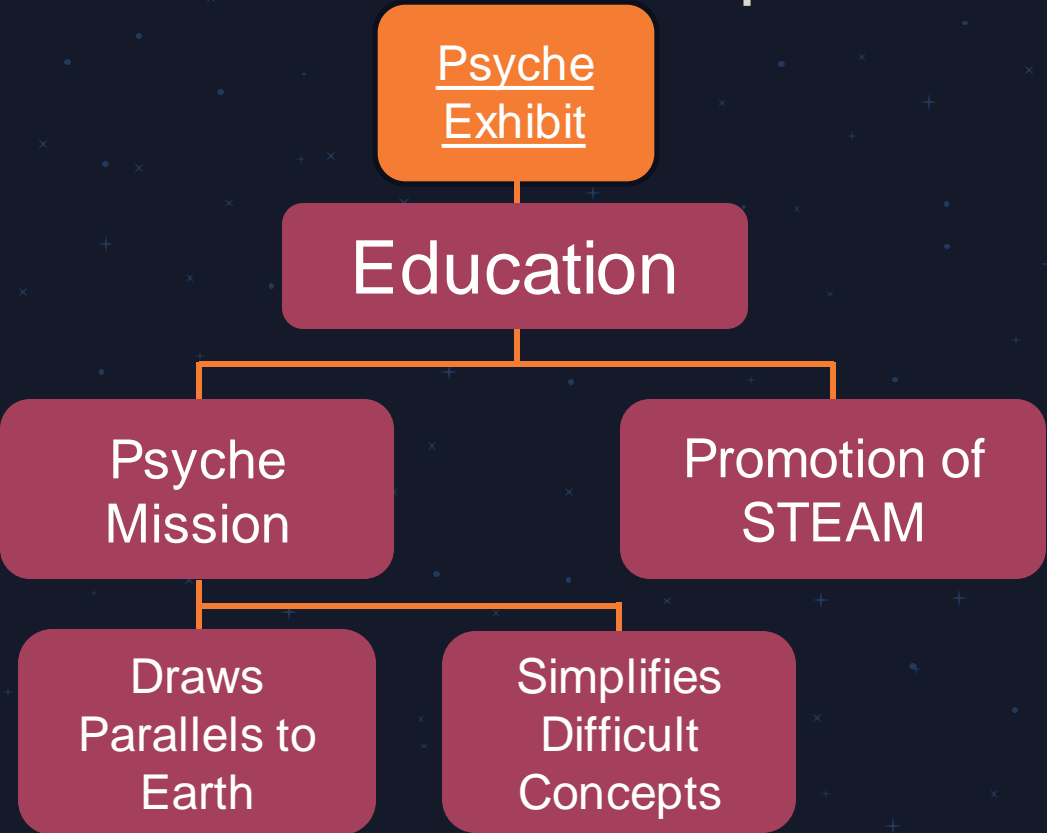 Psyche
Exhibit
Education
Psyche
Mission
Promotion of
STEAM
Draws
Parallels to
Earth
Simplifies
Difficult
Concepts